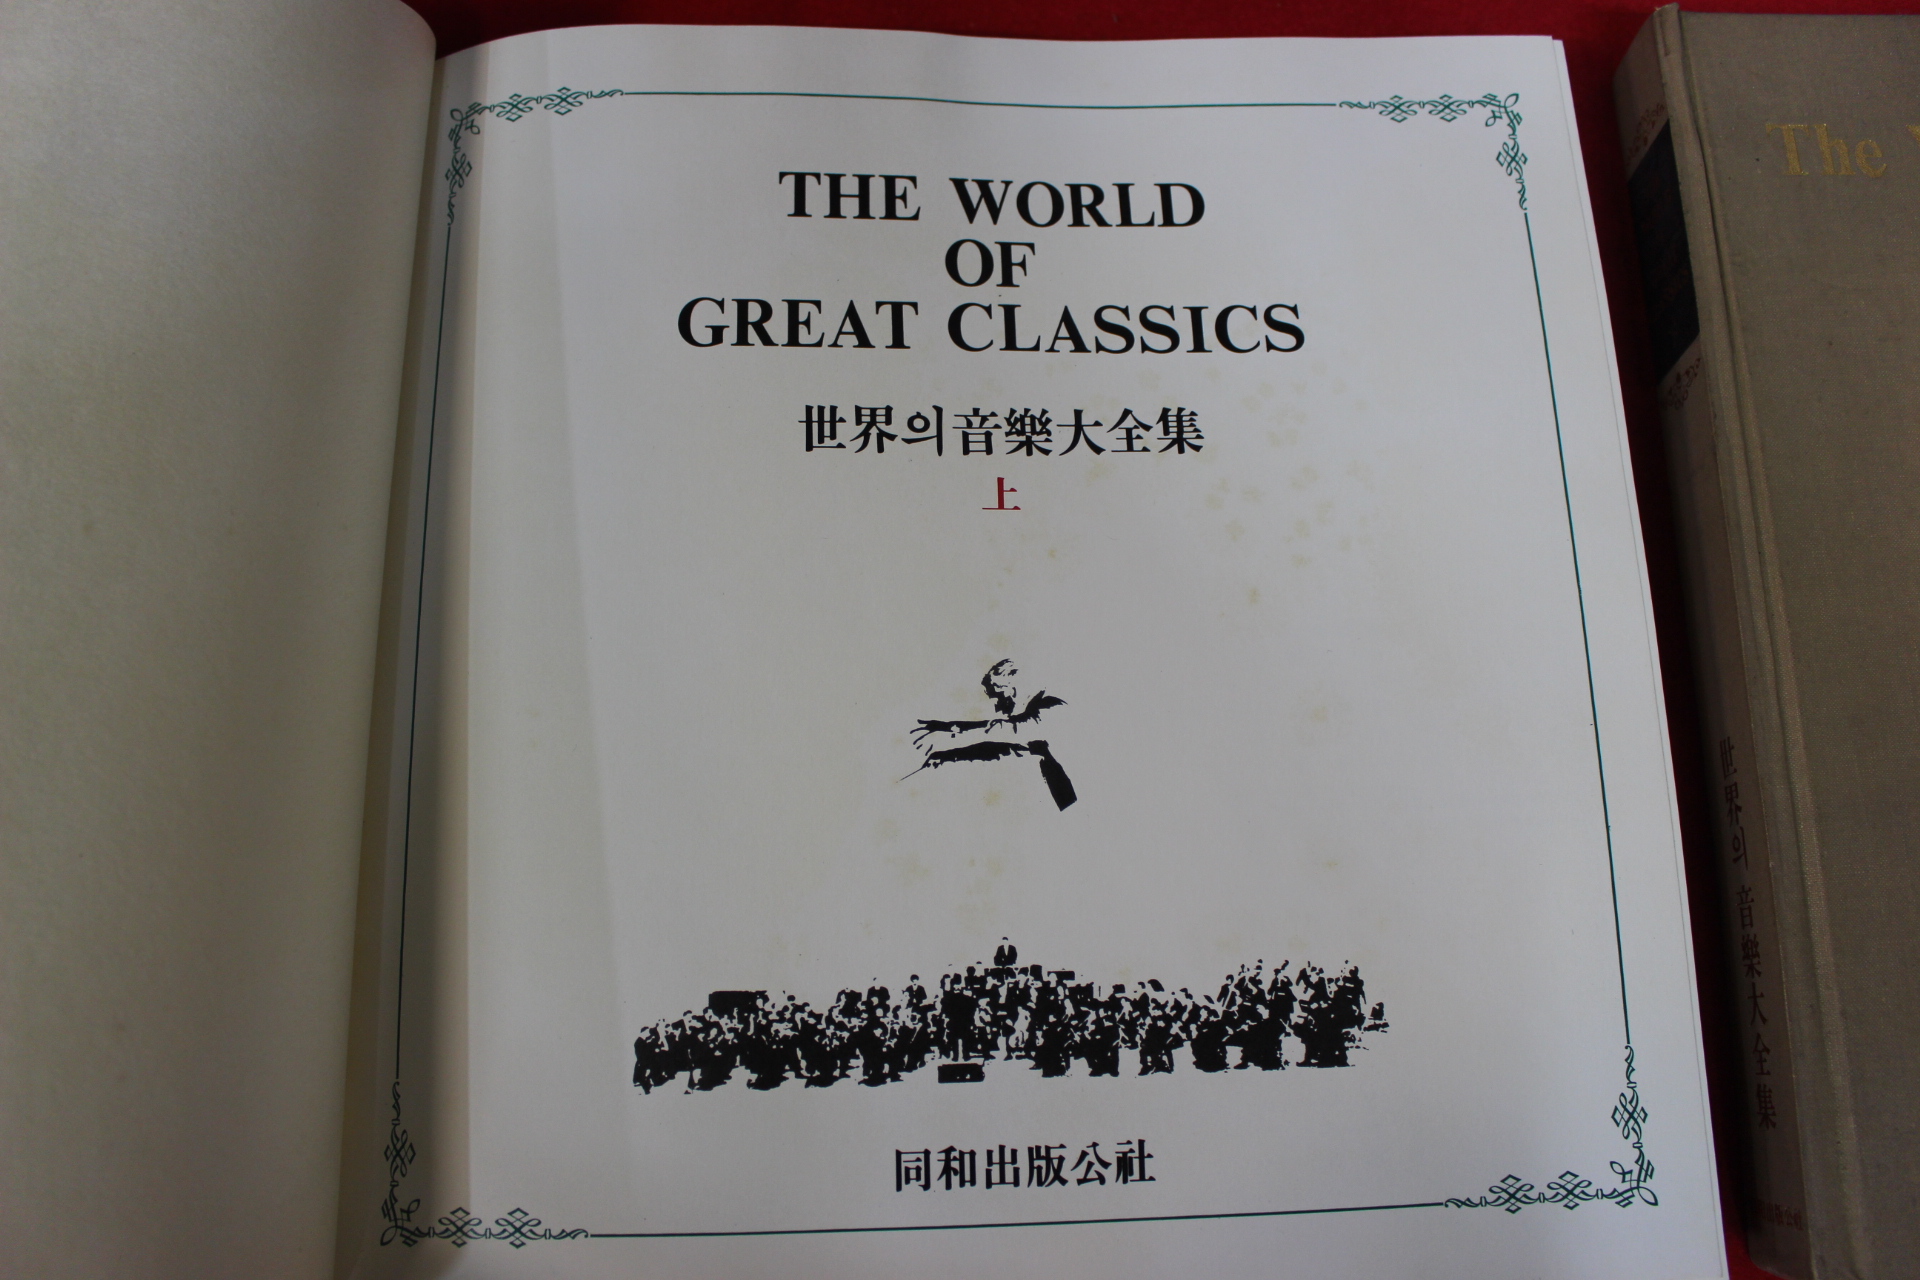 THE WORLD
OF
GREAT CLASSICS
世界의音樂大全集
上
同和出版公社
The
世界의 音樂大全集